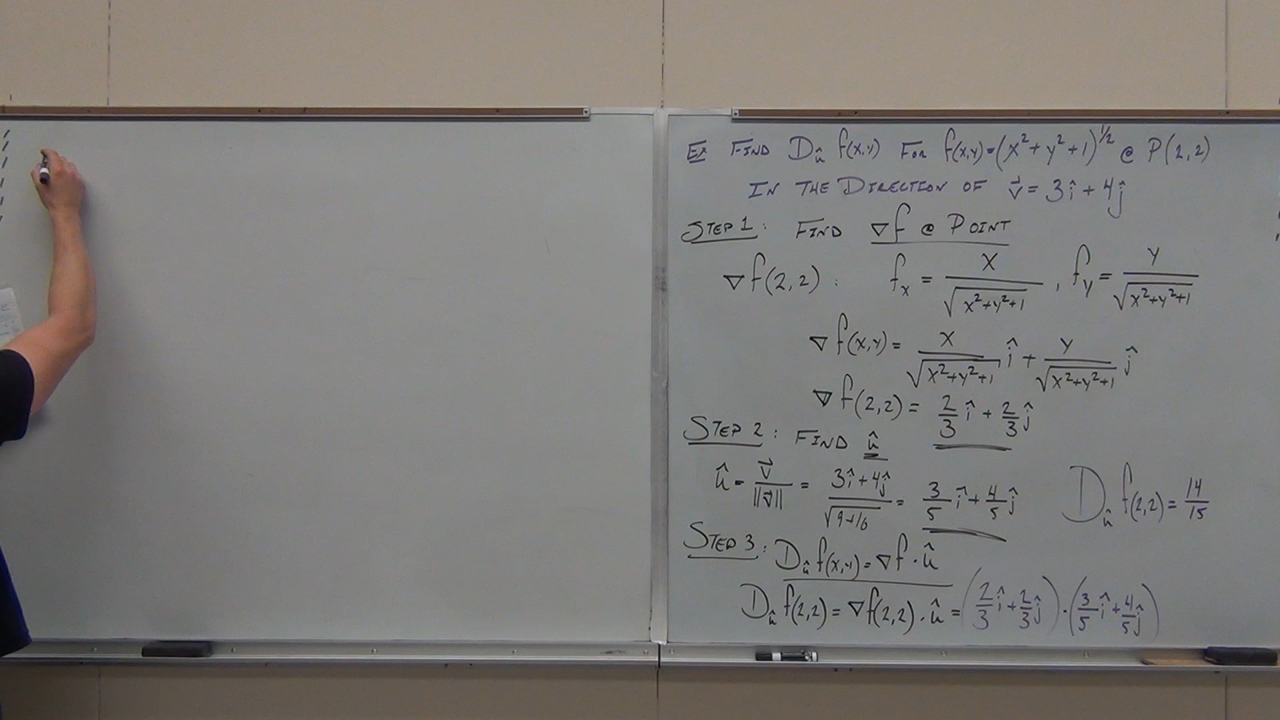 Ex Find D_û f(x,y) For f(x,y)=(x²+y²+1)^{1/2} @ P(2,2)
In the Direction of v⃗ = 3î + 4ĵ
Step 1: Find ∇f @ Point
∇f(2,2): f_x = x/√(x²+y²+1), f_y = y/√(x²+y²+1)
∇f(x,y) = x/√(x²+y²+1) î + y/√(x²+y²+1) ĵ
∇f(2,2) = 2/3 î + 2/3 ĵ
Step 2: Find û
û = v⃗/||v⃗|| = (3î + 4ĵ)/√(9+16) = 3/5 î + 4/5 ĵ
D_û f(2,2) = 14/15
Step 3: D_û f(x,y) = ∇f · û
D_û f(2,2) = ∇f(2,2) · û = (2/3 î + 2/3 ĵ) · (3/5 î + 4/5 ĵ)